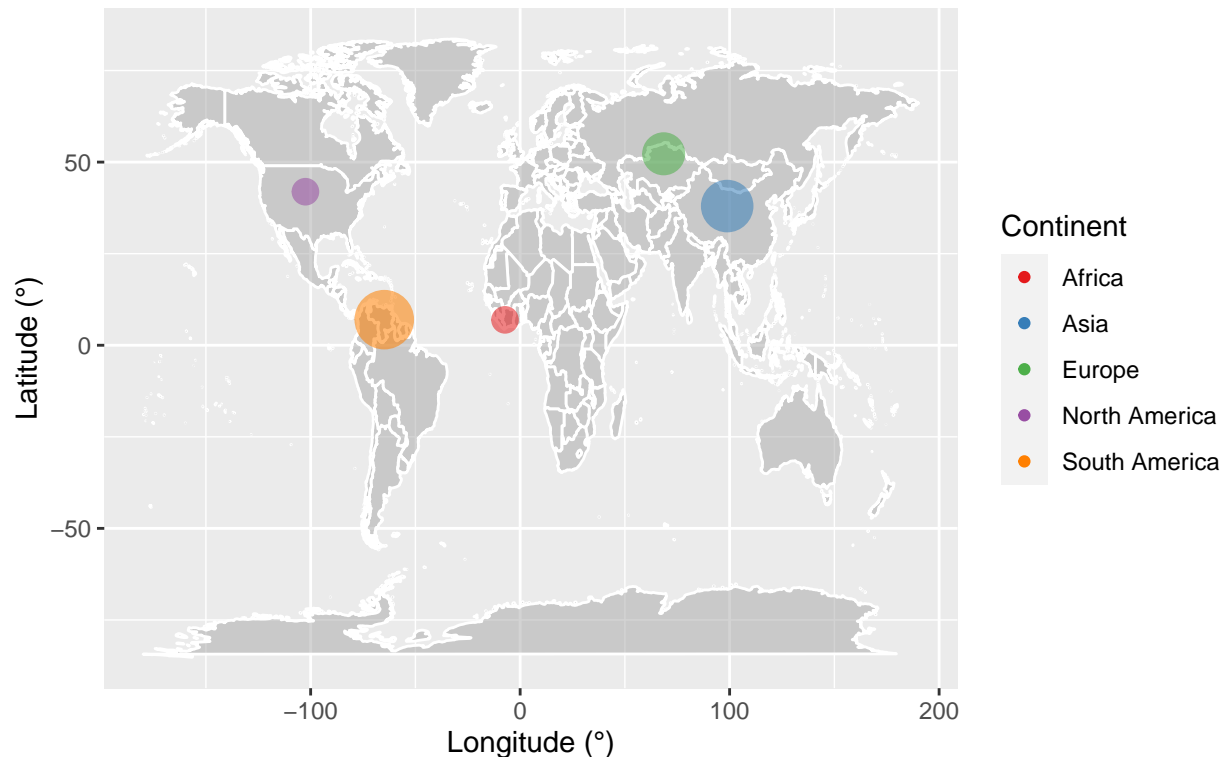 50
0
−50
Latitude (°)
−100
0
100
200
Longitude (°)
Continent
Africa
Asia
Europe
North America
South America